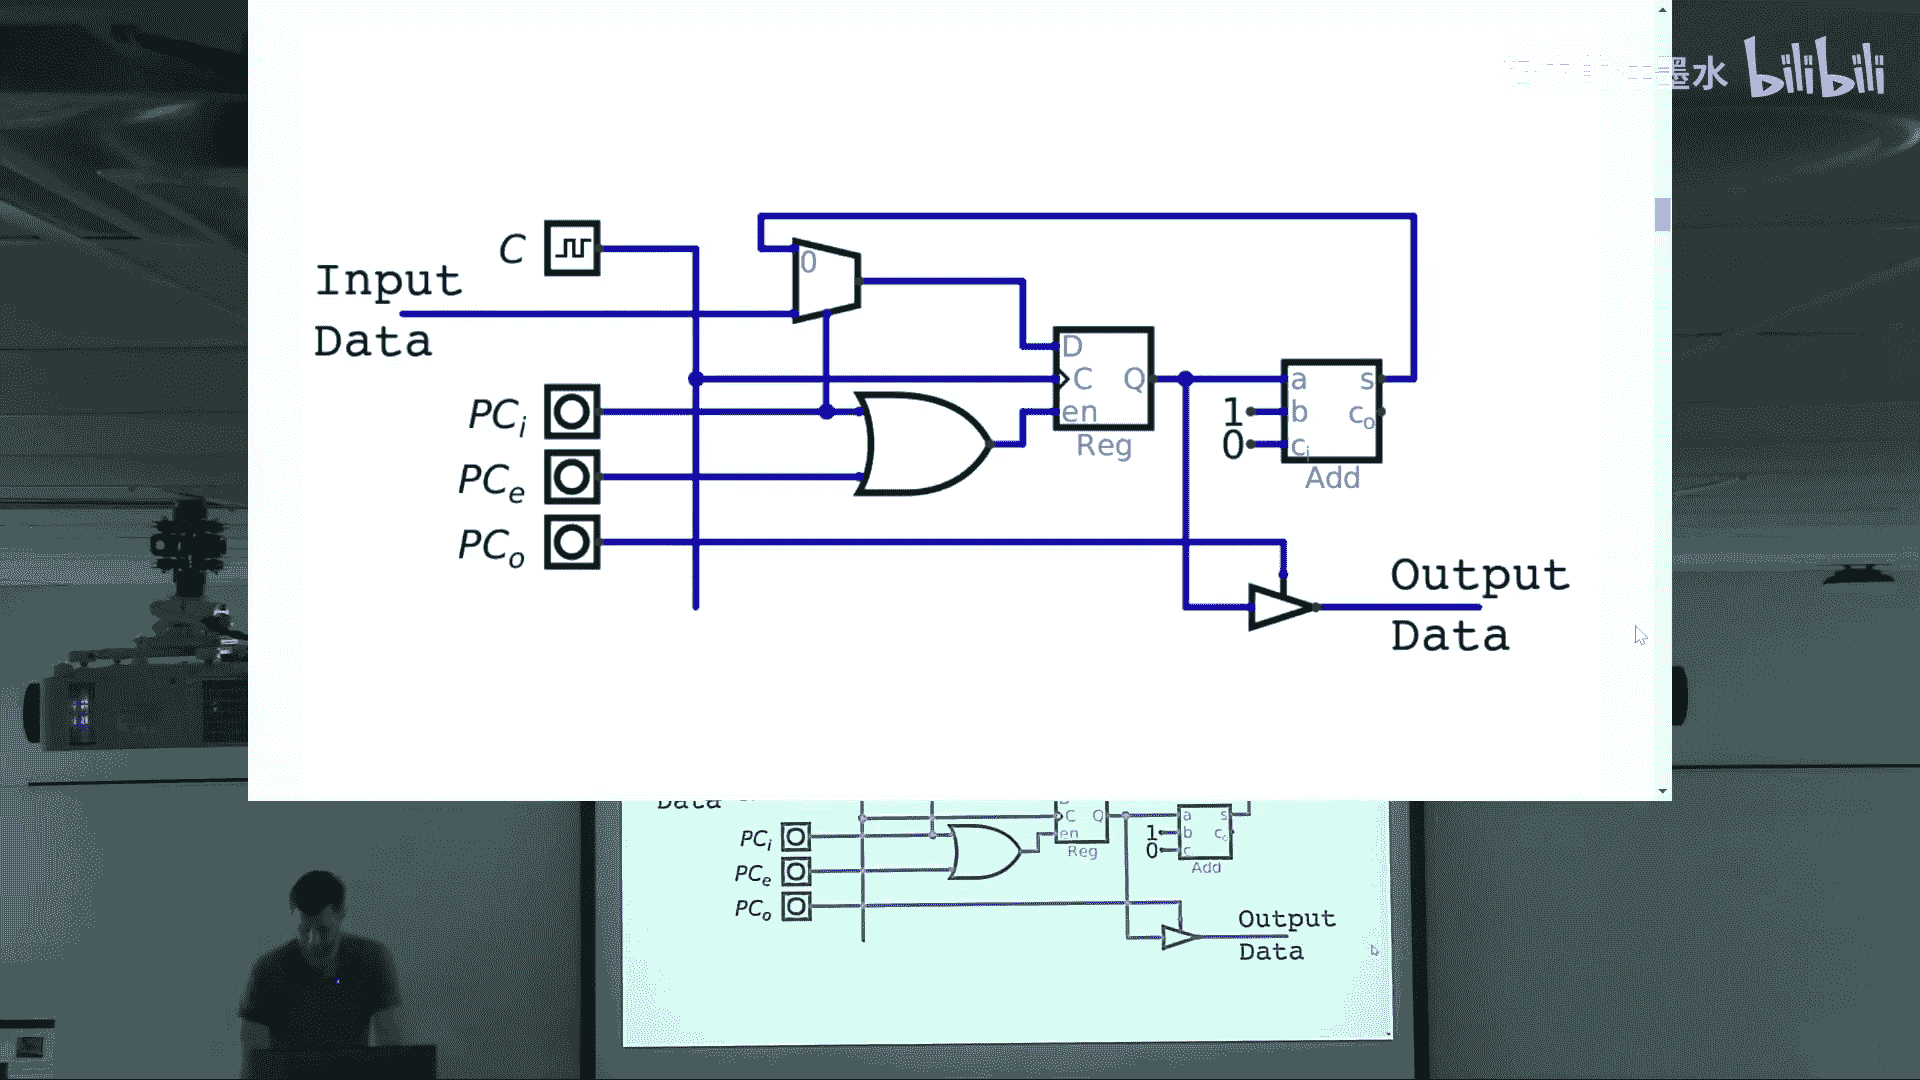 墨水 bilibili
C
Input
Data
0
D
C
Q
en
Reg
a
s
1
b
co
0
ci
Add
PCi
PCe
PCo
Output
Data
Data
PCi
PCe
PCo
C
Q
en
Reg
a
s
1
b
c
0
c
Add
Output
Data